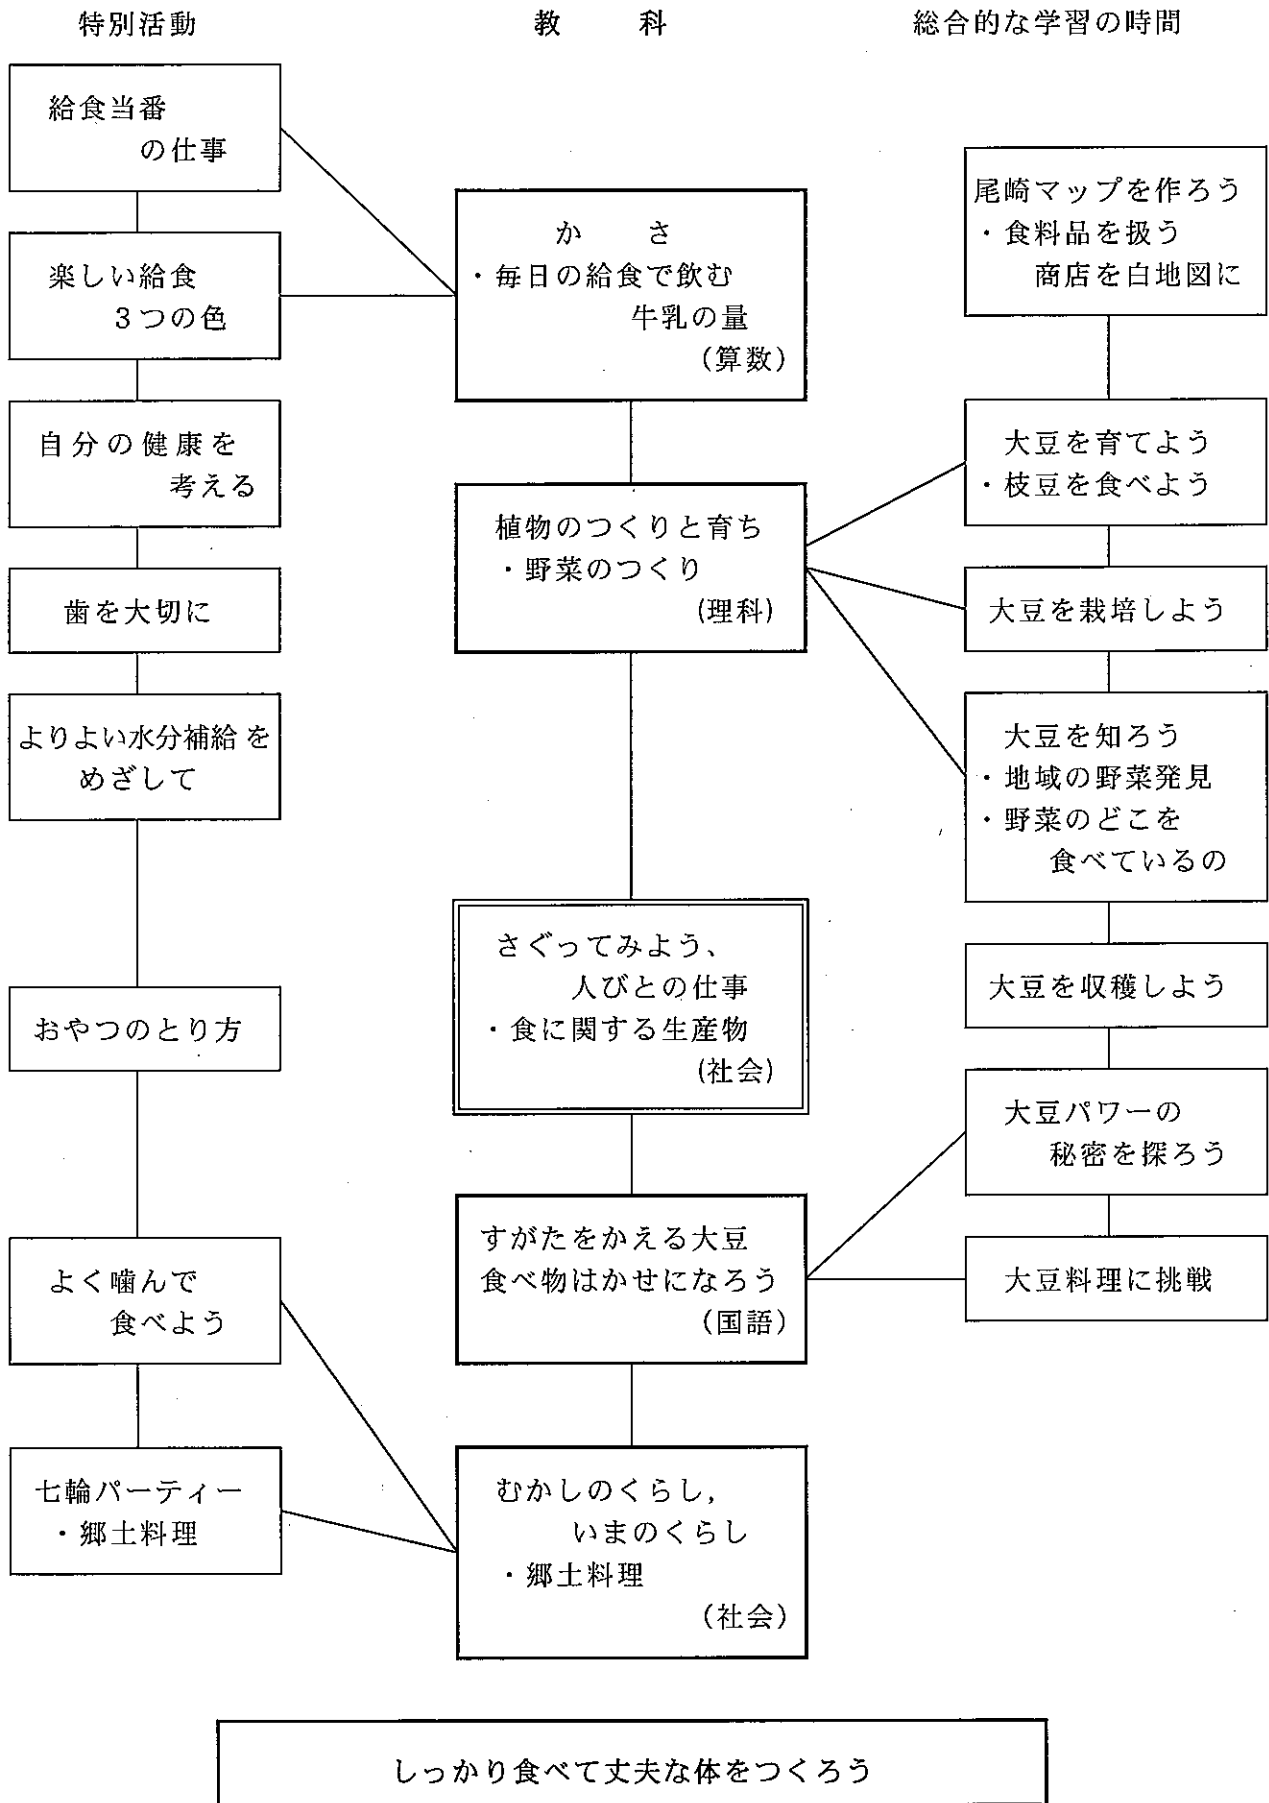 特別活動
教 科
総合的な学習の時間
給食当番
の仕事
楽しい給食
３つの色
自分の健康を
考える
歯を大切に
よりよい水分補給を
めざして
おやつのとり方
よく噛んで
食べよう
七輪パーティー
・郷土料理
か さ
・毎日の給食で飲む
牛乳の量
(算数)
植物のつくりと育ち
・野菜のつくり
(理科)
さぐってみよう、
人びとの仕事
・食に関する生産物
(社会)
すがたをかえる大豆
食べ物はかせになろう
(国語)
むかしのくらし，
いまのくらし
・郷土料理
(社会)
尾崎マップを作ろう
・食料品を扱う
商店を白地図に
大豆を育てよう
・枝豆を食べよう
大豆を栽培しよう
大豆を知ろう
・地域の野菜発見
・野菜のどこを
食べているの
大豆を収穫しよう
大豆パワーの
秘密を探ろう
大豆料理に挑戦
しっかり食べて丈夫な体をつくろう